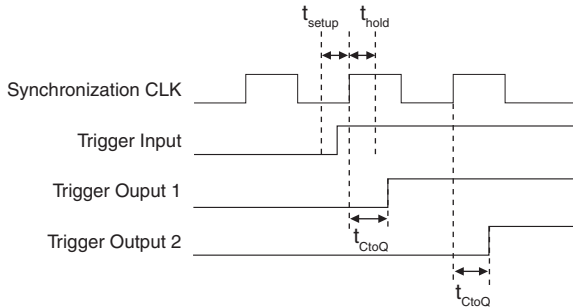 t_setup t_hold
Synchronization CLK
Trigger Input
Trigger Ouput 1
t_CtoQ
Trigger Output 2
t_CtoQ